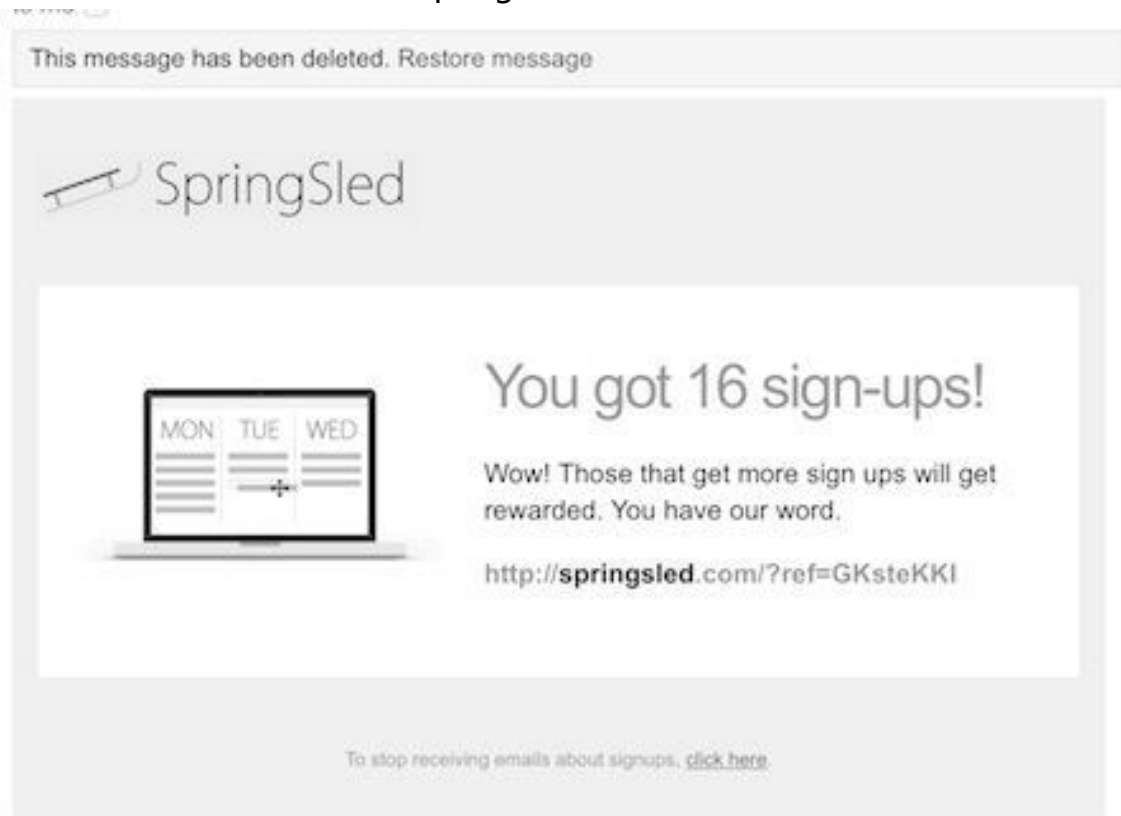 This message has been deleted. Restore message
SpringSled
You got 16 sign-ups!
MON TUE WED
Wow! Those that get more sign ups will get
rewarded. You have our word.
http://springsled.com/?ref=GKsteKKI
To stop receiving emails about signups, click here.